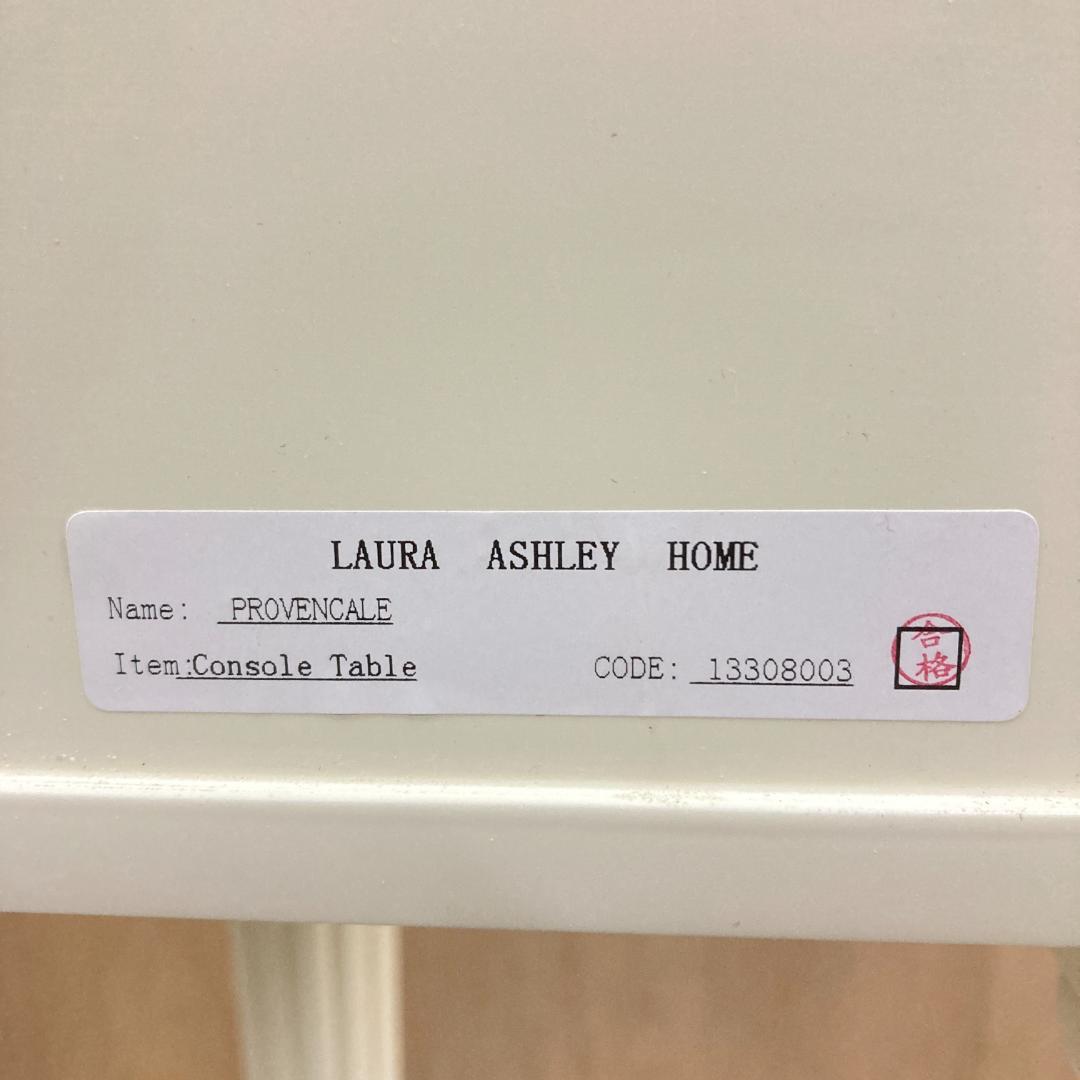 LAURA ASHLEY HOME
Name: PROVENCALE
Item:Console Table CODE: 13308003
合
格